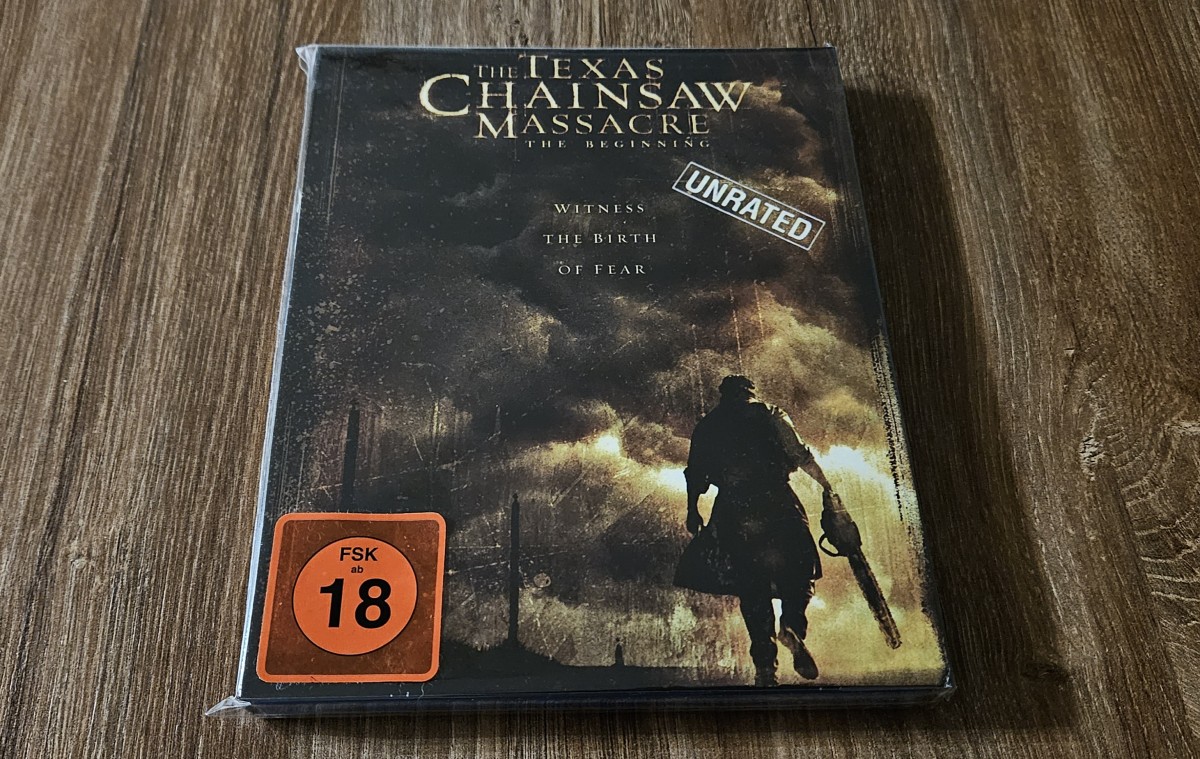 THE TEXAS
CHAINSAW
MASSACRE
THE BEGINNING
UNRATED
WITNESS
THE BIRTH
OF FEAR
FSK
ab
18